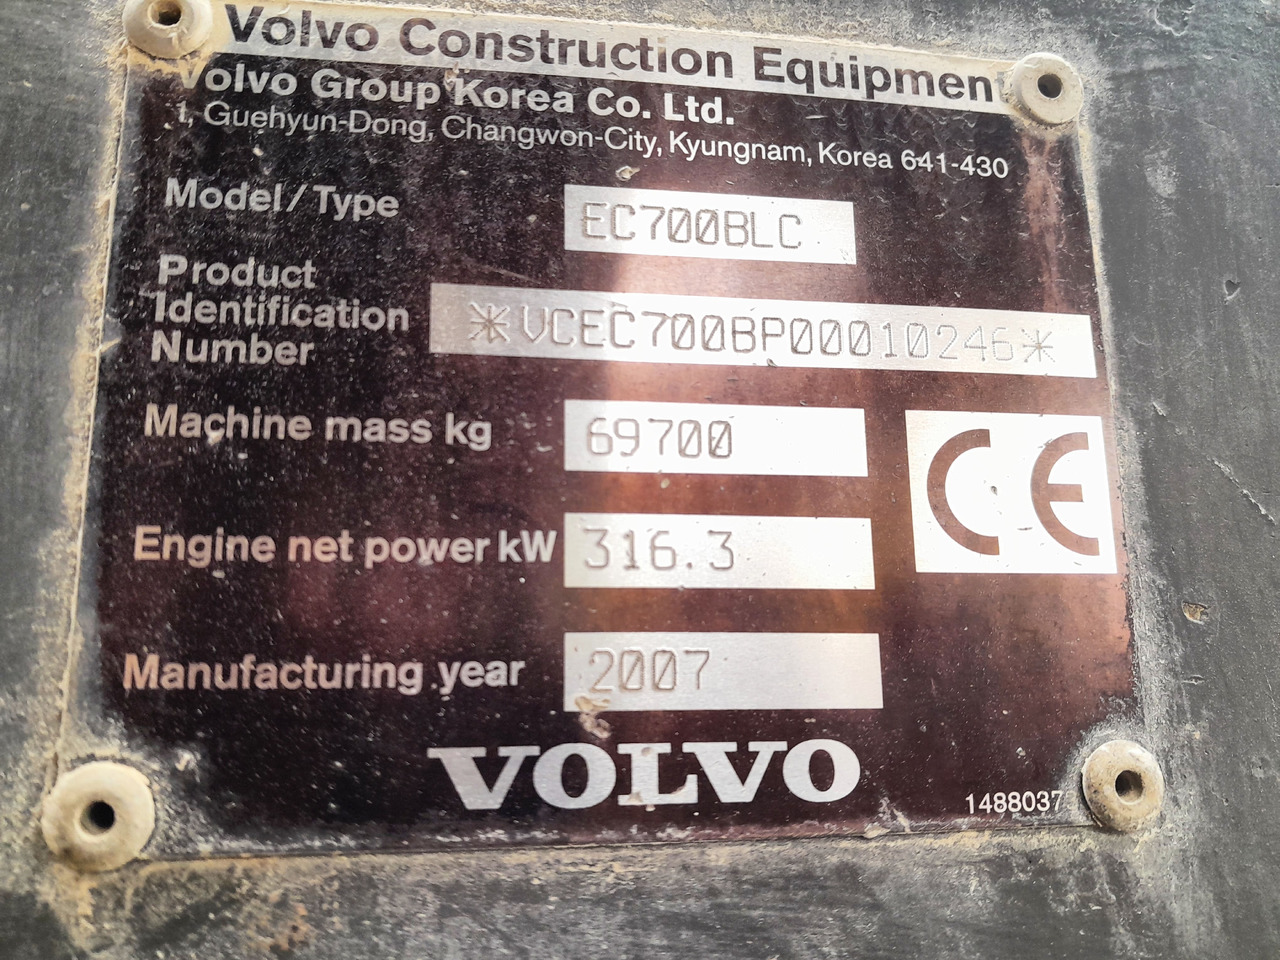 Volvo Construction Equipment
Volvo Group Korea Co. Ltd.
1, Guehyun-Dong, Changwon-City, Kyungnam, Korea 641-430
Model/Type EC700BLC
Product
Identification
Number *VCEC700BP00010246*
Machine mass kg 69700
CE
Engine net power kW 316.3
Manufacturing year 2007
VOLVO
1488037